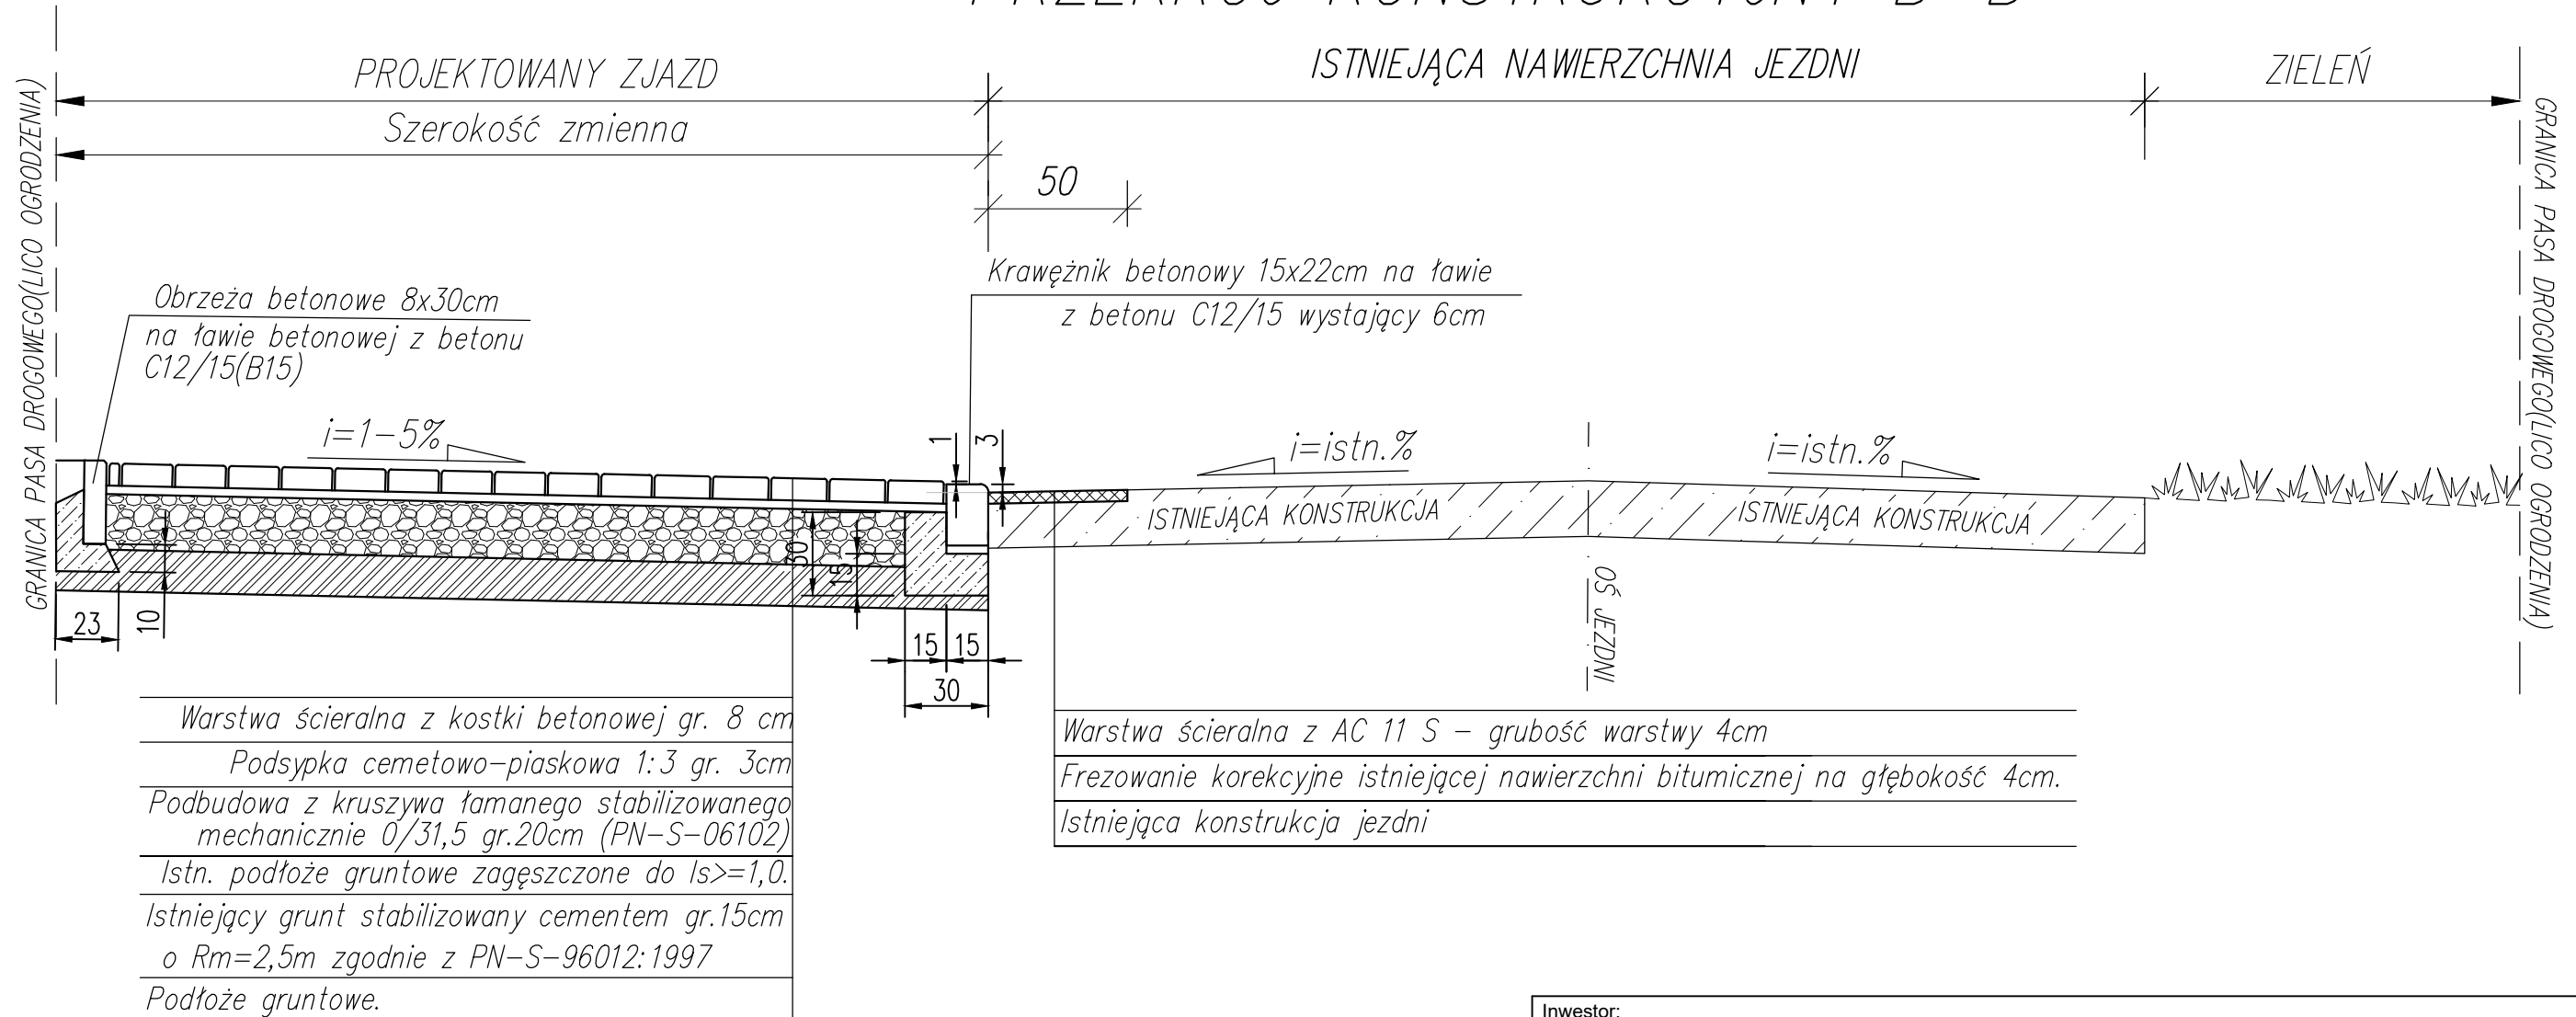 PROJEKTOWANY ZJAZD
ISTNIEJĄCA NAWIERZCHNIA JEZDNI
ZIELEŃ
Szerokość zmienna
50
GRANICA PASA DROGOWEGO(LICO OGRODZENIA)
GRANICA PASA DROGOWEGO(LICO OGRODZENIA)
Obrzeża betonowe 8x30cm
na ławie betonowej z betonu
C12/15(B15)
Krawężnik betonowy 15x22cm na ławie
z betonu C12/15 wystający 6cm
i=1-5%
1
3
i=istn.%
i=istn.%
ISTNIEJĄCA KONSTRUKCJA
ISTNIEJĄCA KONSTRUKCJA
30
15
23
10
15
15
30
OŚ JEZDNI
Warstwa ścieralna z kostki betonowej gr. 8 cm
Podsypka cemetowo-piaskowa 1:3 gr. 3cm
Podbudowa z kruszywa łamanego stabilizowanego
mechanicznie 0/31,5 gr.20cm (PN-S-06102)
Istn. podłoże gruntowe zagęszczone do Is>=1,0.
Istniejący grunt stabilizowany cementem gr.15cm
o Rm=2,5m zgodnie z PN-S-96012:1997
Podłoże gruntowe.
Warstwa ścieralna z AC 11 S - grubość warstwy 4cm
Frezowanie korekcyjne istniejącej nawierzchni bitumicznej na głębokość 4cm.
Istniejąca konstrukcja jezdni
Inwestor: